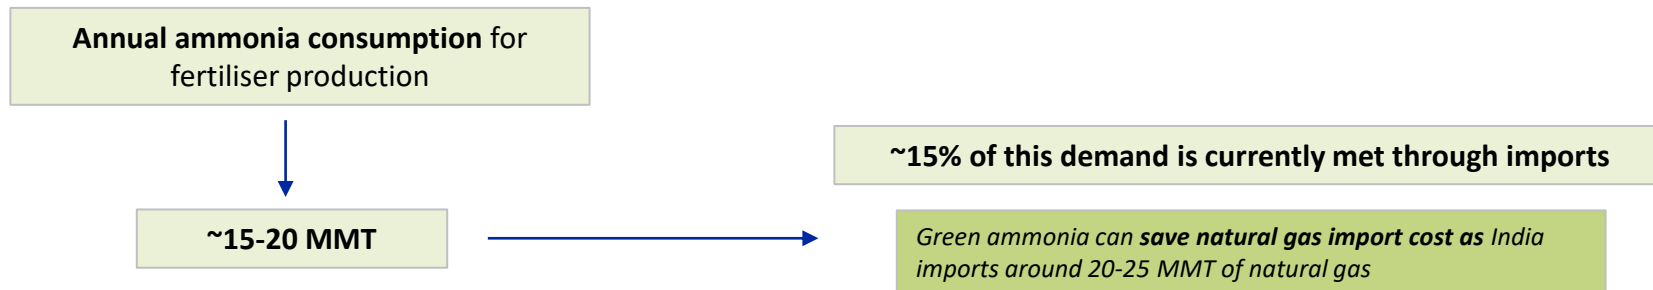 Annual ammonia consumption for
fertiliser production
~15% of this demand is currently met through imports
~15-20 MMT
Green ammonia can save natural gas import cost as India
imports around 20-25 MMT of natural gas